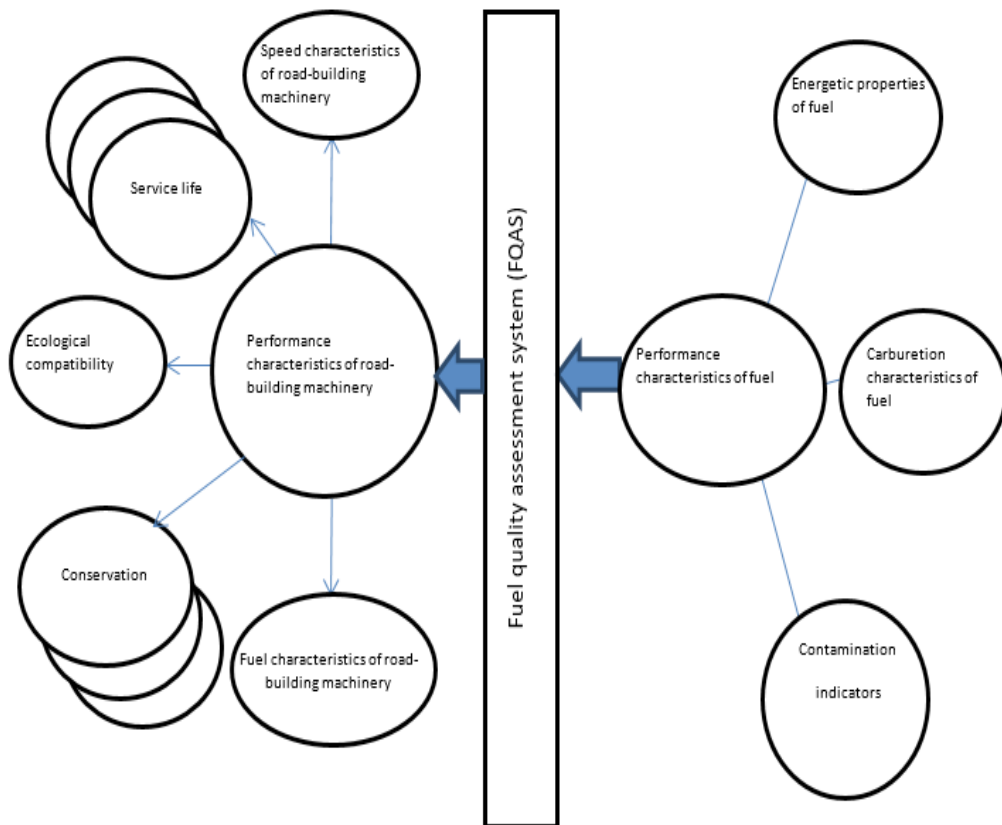 Speed characteristics
of road-building
machinery
Service life
Ecological
compatibility
Performance
characteristics of road-
building machinery
Conservation
Fuel characteristics of road-
building machinery
Fuel quality assessment system (FQAS)
Energetic properties
of fuel
Performance
characteristics of fuel
Carburetion
characteristics of
fuel
Contamination
indicators